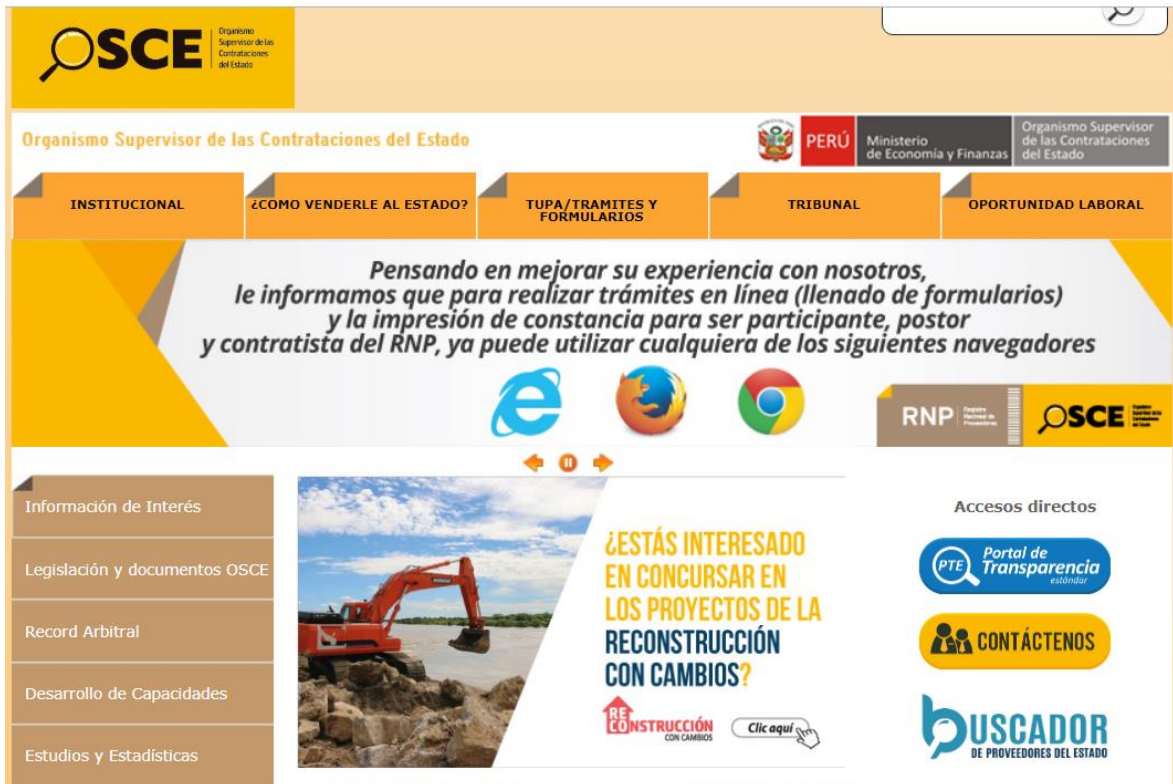 OSCE
Organismo
Supervisor de las
Contrataciones
del Estado
Organismo Supervisor de las Contrataciones del Estado
PERÚ
Ministerio
de Economía y Finanzas
Organismo Supervisor
de las Contrataciones
del Estado
INSTITUCIONAL
¿COMO VENDERLE AL ESTADO?
TUPA/TRAMITES Y
FORMULARIOS
TRIBUNAL
OPORTUNIDAD LABORAL
Pensando en mejorar su experiencia con nosotros,
le informamos que para realizar trámites en línea (llenado de formularios)
y la impresión de constancia para ser participante, postor
y contratista del RNP, ya puede utilizar cualquiera de los siguientes navegadores
RNP
Registro
Nacional de
Proveedores
OSCE
Información de Interés
Legislación y documentos OSCE
Record Arbitral
Desarrollo de Capacidades
Estudios y Estadísticas
¿ESTÁS INTERESADO
EN CONCURSAR EN
LOS PROYECTOS DE LA
RECONSTRUCCIÓN
CON CAMBIOS?
RECONSTRUCCIÓN
CON CAMBIOS
Clic aquí
Accesos directos
PTE
Portal de
Transparencia
estándar
CONTÁCTENOS
BUSCADOR
DE PROVEEDORES DEL ESTADO